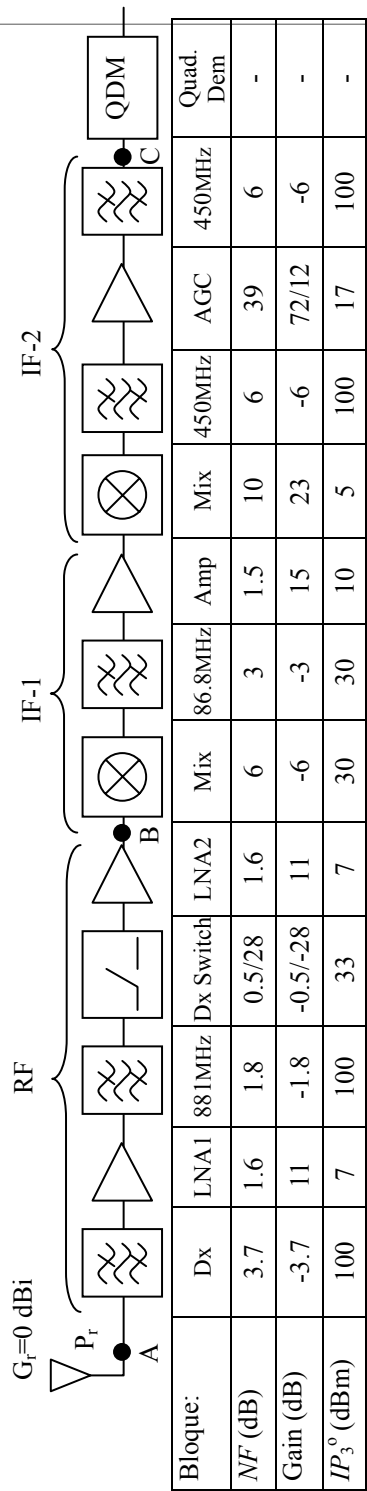 G_r=0 dBi
P_r
A
RF
B
IF-1
IF-2
C
QDM
Bloque: Dx LNA1 881MHz Dx Switch LNA2 Mix 86.8MHz Amp Mix 450MHz AGC 450MHz Quad. Dem
NF (dB) 3.7 1.6 1.8 0.5/28 1.6 6 3 1.5 10 6 39 6 -
Gain (dB) -3.7 11 -1.8 -0.5/-28 11 -6 -3 15 23 -6 72/12 -6 -
IP₃ᵒ (dBm) 100 7 100 33 7 30 30 10 5 100 17 100 -